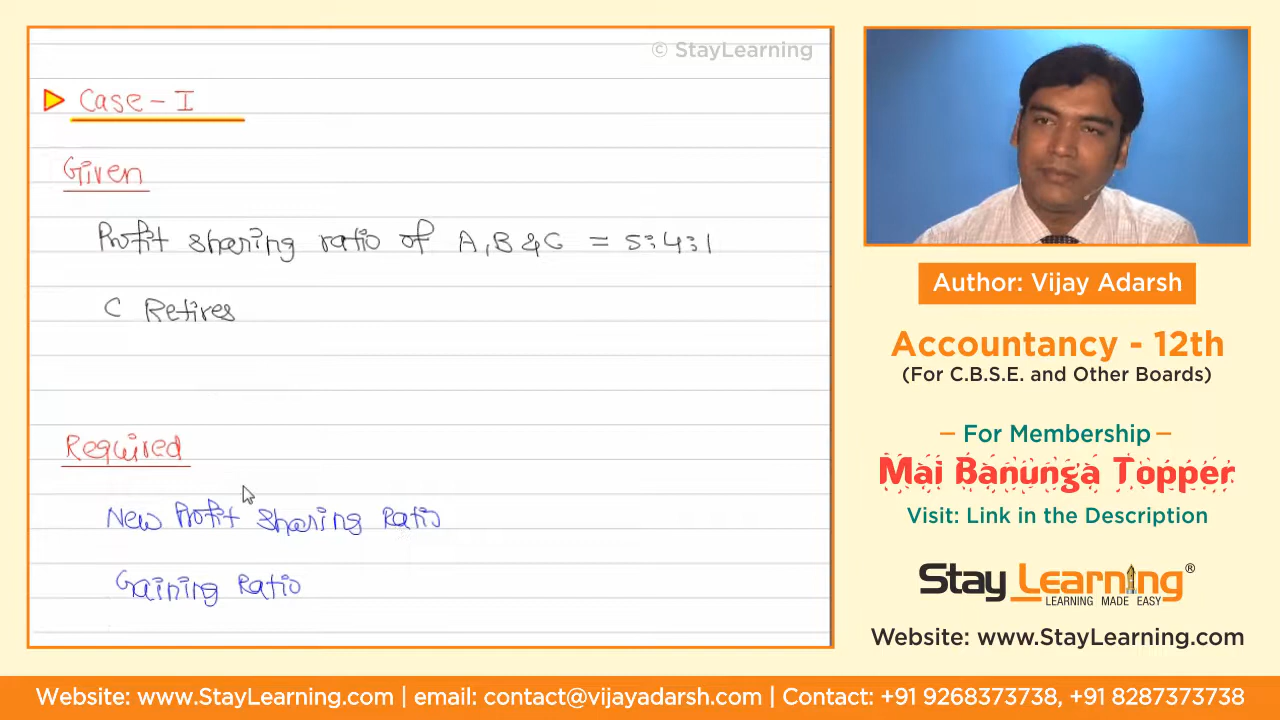 © StayLearning
Case - I
Given
Profit sharing ratio of A, B & C = 5:4:1
C Retires
Required
New Profit sharing Ratio
Gaining Ratio
Author: Vijay Adarsh
Accountancy - 12th
(For C.B.S.E. and Other Boards)
– For Membership –
Mai Banunga Topper
Visit: Link in the Description
Stay Learning®
LEARNING MADE EASY
Website: www.StayLearning.com
Website: www.StayLearning.com | email: contact@vijayadarsh.com | Contact: +91 9268373738, +91 8287373738